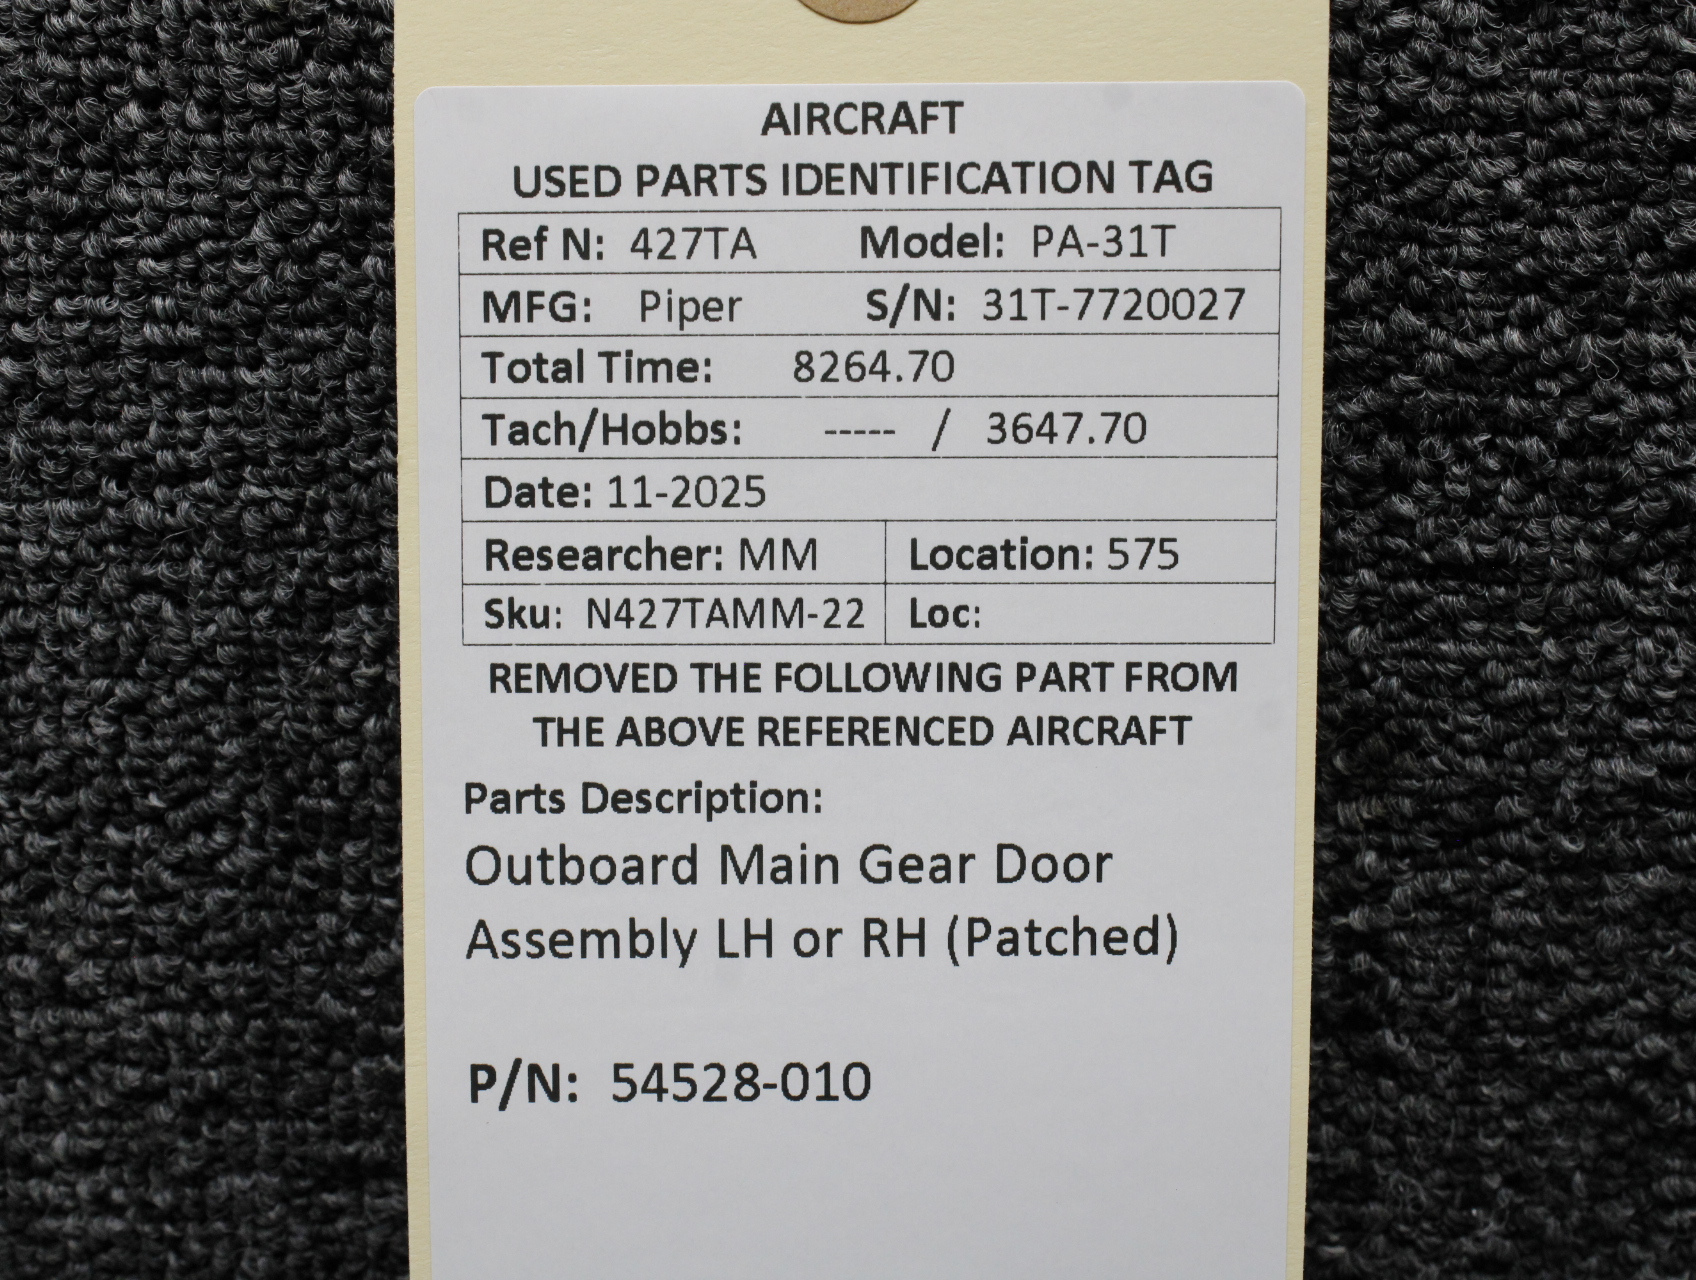 AIRCRAFT
USED PARTS IDENTIFICATION TAG
Ref N: 427TA Model: PA-31T
MFG: Piper S/N: 31T-7720027
Total Time: 8264.70
Tach/Hobbs: ----- / 3647.70
Date: 11-2025
Researcher: MM Location: 575
Sku: N427TAMM-22 Loc:
REMOVED THE FOLLOWING PART FROM
THE ABOVE REFERENCED AIRCRAFT
Parts Description:
Outboard Main Gear Door
Assembly LH or RH (Patched)
P/N: 54528-010